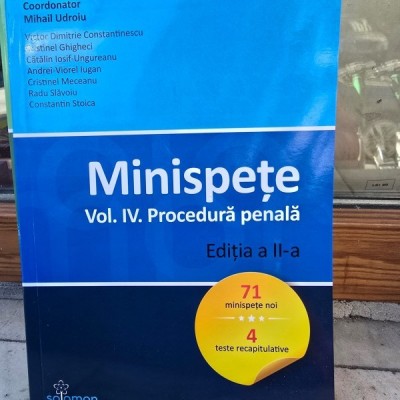 Coordonator
Mihail Udroiu
Victor Dimitrie Constantinescu
Costinel Ghigheci
Cătălin Iosif-Ungureanu
Andrei-Viorel Iugan
Cristinel Meceanu
Radu Slăvoiu
Constantin Stoica
Minispețe
Vol. IV. Procedură penală
Ediția a II-a
71
minispețe noi
4
teste recapitulative
solomon